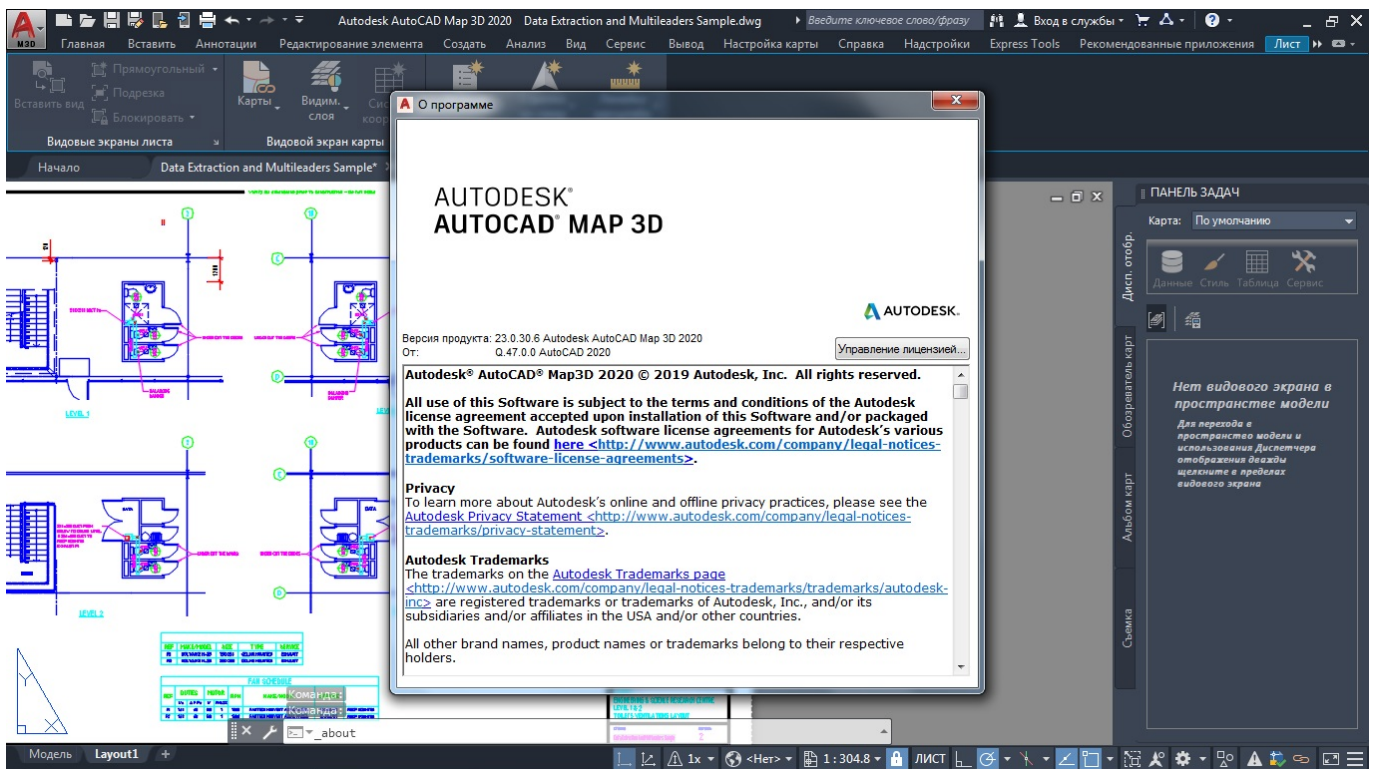 Autodesk AutoCAD Map 3D 2020 Data Extraction and Multileaders Sample.dwg
Введите ключевое слово/фразу
Вход в службы
M3D
Главная Вставить Аннотации Редактирование элемента Создать Анализ Вид Сервис Вывод Настройка карты Справка Надстройки Express Tools Рекомендованные приложения Лист
Вставить вид
Прямоугольный
Подрезка
Блокировать
Карты
Видим.
слоя
Видовые экраны листа
Видовой экран карты
Начало
Data Extraction and Multileaders Sample*
О программе
AUTODESK®
AUTOCAD® MAP 3D
AUTODESK.
Версия продукта: 23.0.30.6 Autodesk AutoCAD Map 3D 2020
От: Q.47.0.0 AutoCAD 2020
Управление лицензией...
Autodesk® AutoCAD® Map3D 2020 © 2019 Autodesk, Inc. All rights reserved.
All use of this Software is subject to the terms and conditions of the Autodesk
license agreement accepted upon installation of this Software and/or packaged
with the Software. Autodesk software license agreements for Autodesk's various
products can be found here <http://www.autodesk.com/company/legal-notices-
trademarks/software-license-agreements>.
Privacy
To learn more about Autodesk's online and offline privacy practices, please see the
Autodesk Privacy Statement <http://www.autodesk.com/company/legal-notices-
trademarks/privacy-statement>.
Autodesk Trademarks
The trademarks on the Autodesk Trademarks page
<http://www.autodesk.com/company/legal-notices-trademarks/trademarks/autodesk-
inc> are registered trademarks or trademarks of Autodesk, Inc., and/or its
subsidiaries and/or affiliates in the USA and/or other countries.
All other brand names, product names or trademarks belong to their respective
holders.
ПАНЕЛЬ ЗАДАЧ
Карта: По умолчанию
Данные Стиль Таблица Сервис
Дисп. отобр.
Обозреватель карт
Альбом карт
Съемка
Нет видового экрана в
пространстве модели
Для перехода в
пространство модели и
использования Диспетчера
отображения дважды
щелкните в пределах
видового экрана
LEVEL 1
LEVEL 2
FAN SCHEDULE
Y
X
Команда:
Команда:
_about
Модель Layout1 +
1x
<Нет>
1:304.8
ЛИСТ